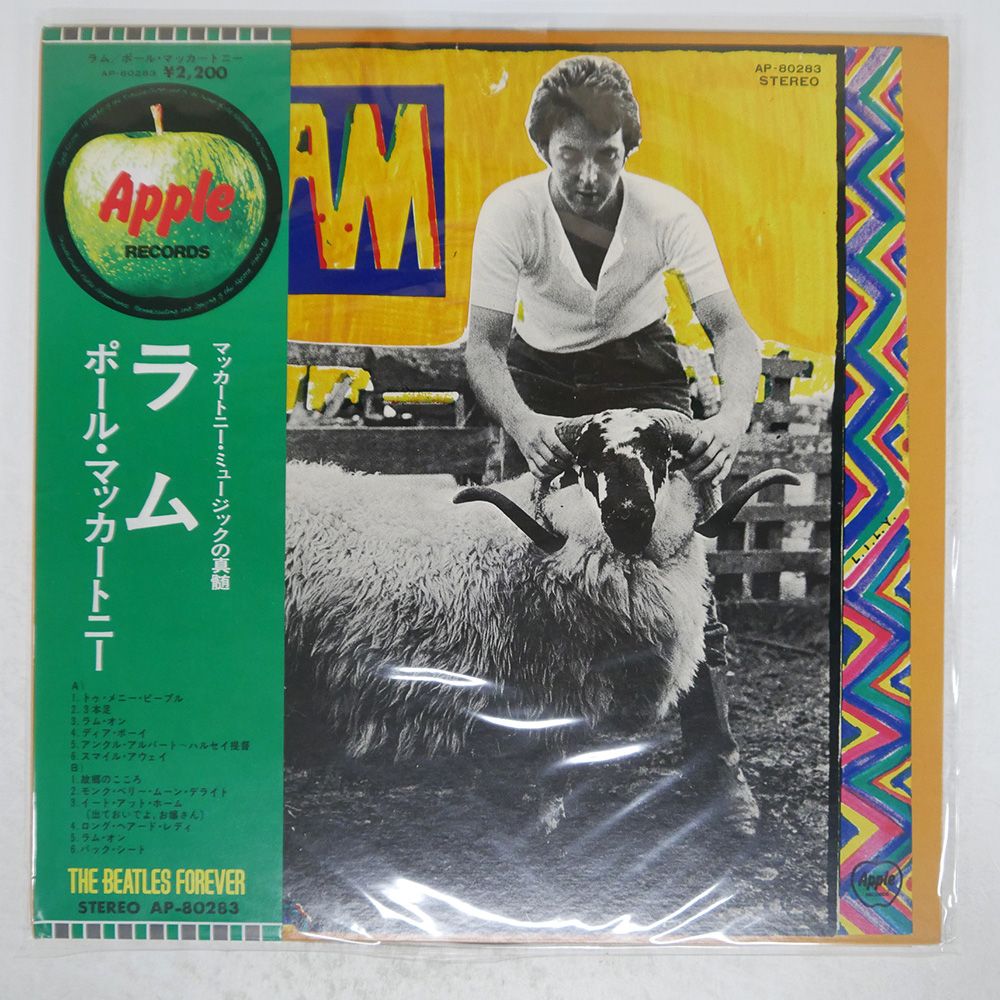 ラム/ポール・マッカートニー
AP-80283 ¥2,200
Apple
RECORDS
ラム
ポール・マッカートニー
マッカートニー・ミュージックの真髄
A)
1.トゥ・メニー・ピープル
2.3本足
3.ラム・オン
4.ディア・ボーイ
5.アンクル・アルバート〜ハルセイ提督
6.スマイル・アウェイ
B)
1.故郷のこころ
2.モンク・ベリー・ムーン・デライト
3.イート・アット・ホーム
(出ておいでよ、お嬢さん)
4.ロング・ヘアード・レディ
5.ラム・オン
6.バック・シート
THE BEATLES FOREVER
STEREO AP-80283
AM
AP-80283
STEREO
L.I.L.Y.
Apple